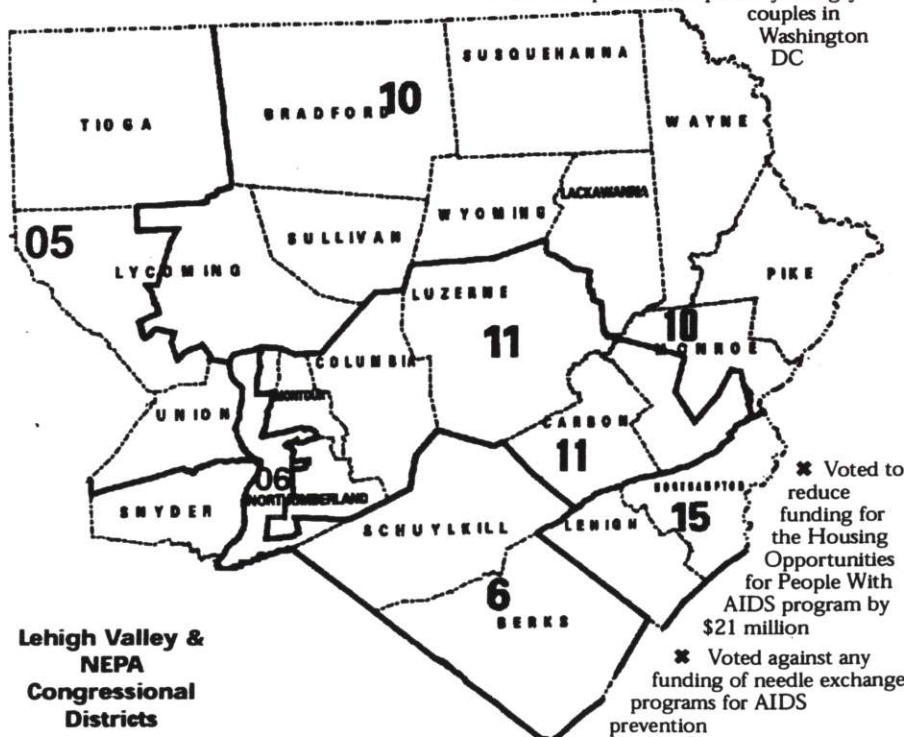 couples in
Washington
DC
SUSQUEHANNA
BRADFORD 10
TIOGA
WAYNE
LACKAWANNA
WYOMING
SULLIVAN
05
LYCOMING
PIKE
LUZERNE
10
MONROE
11
COLUMBIA
MONTOUR
UNION
CARBON
11
06
NORTHUMBERLAND
SNYDER
SCHUYLKILL
LEHIGH
NORTHAMPTON
15
6
BERKS
✖ Voted to
reduce
funding for
the Housing
Opportunities
for People With
AIDS program by
$21 million
✖ Voted against any
funding of needle exchange
programs for AIDS
prevention
Lehigh Valley &
NEPA
Congressional
Districts